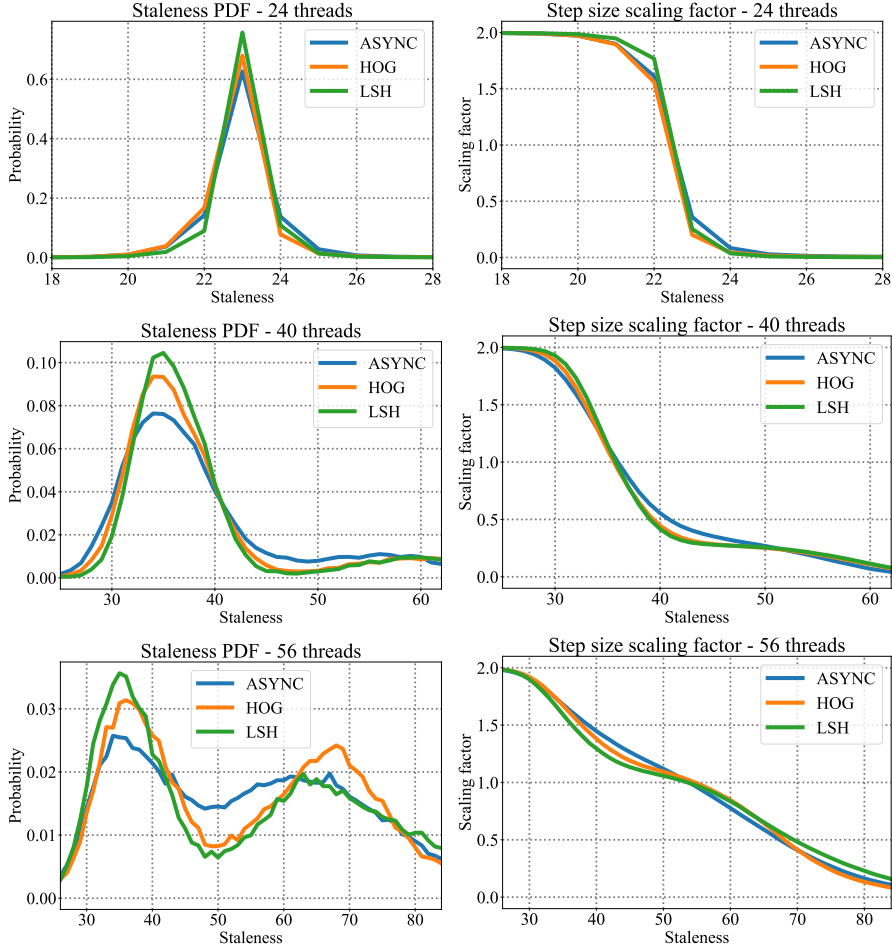 Staleness PDF - 24 threads
Probability
0.6
0.4
0.2
0.0
ASYNC
HOG
LSH
18 20 22 24 26 28
Staleness
Step size scaling factor - 24 threads
Scaling factor
2.0
1.5
1.0
0.5
0.0
ASYNC
HOG
LSH
18 20 22 24 26 28
Staleness
Staleness PDF - 40 threads
Probability
0.10
0.08
0.06
0.04
0.02
0.00
ASYNC
HOG
LSH
30 40 50 60
Staleness
Step size scaling factor - 40 threads
Scaling factor
2.0
1.5
1.0
0.5
0.0
ASYNC
HOG
LSH
30 40 50 60
Staleness
Staleness PDF - 56 threads
Probability
0.03
0.02
0.01
0.00
ASYNC
HOG
LSH
30 40 50 60 70 80
Staleness
Step size scaling factor - 56 threads
Scaling factor
2.0
1.5
1.0
0.5
0.0
ASYNC
HOG
LSH
30 40 50 60 70 80
Staleness